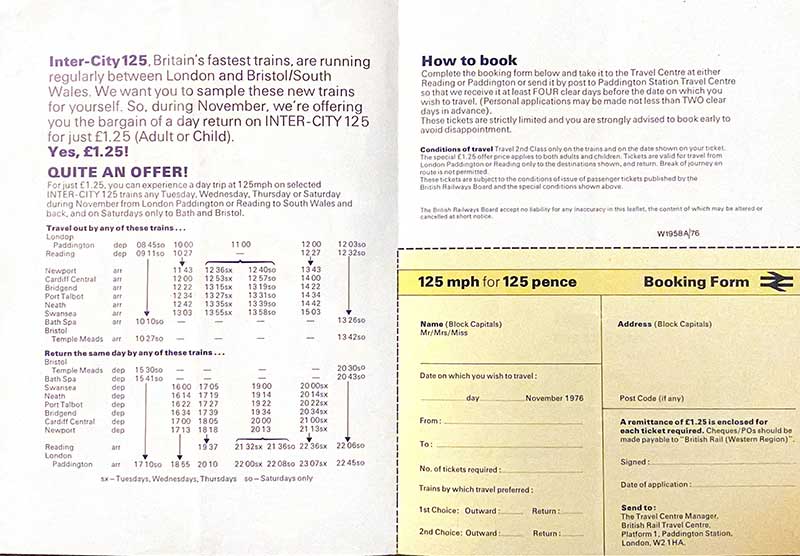 Inter-City 125, Britain's fastest trains, are running
regularly between London and Bristol/South
Wales. We want you to sample these new trains
for yourself. So, during November, we're offering
you the bargain of a day return on INTER-CITY 125
for just £1.25 (Adult or Child).
Yes, £1.25!
QUITE AN OFFER!
For just £1.25, you can experience a day trip at 125mph on selected
INTER-CITY 125 trains any Tuesday, Wednesday, Thursday or Saturday
during November from London Paddington or Reading to South Wales and
back, and on Saturdays only to Bath and Bristol.
Travel out by any of these trains...
London
Paddington dep 08 45so 10 00 11 00 12 00 12 03so
Reading dep 09 11so 10 27 — 12 27 12 32so
Newport arr 11 43 12 36sx 12 40so 13 43
Cardiff Central arr 12 00 12 53sx 12 57so 14 00
Bridgend arr 12 22 13 15sx 13 19so 14 22
Port Talbot arr 12 34 13 27sx 13 31so 14 34
Neath arr 12 42 13 35sx 13 39so 14 42
Swansea arr 13 03 13 55sx 13 58so 15 03
Bath Spa arr 10 10so — — — — 13 26so
Bristol
Temple Meads arr 10 27so — — — — 13 42so
Return the same day by any of these trains...
Bristol
Temple Meads dep 15 30so — — — — 20 30so
Bath Spa dep 15 41so — — — — 20 43so
Swansea dep 16 00 17 05 19 00 20 00sx
Neath dep 16 14 17 19 19 14 20 14sx
Port Talbot dep 16 22 17 27 19 22 20 22sx
Bridgend dep 16 34 17 39 19 34 20 34sx
Cardiff Central dep 17 00 18 05 20 00 21 00sx
Newport dep 17 13 18 18 20 13 21 13sx
Reading arr 19 37 21 32sx 21 36so 22 36sx 22 06so
London
Paddington arr 17 10so 18 55 20 10 22 00sx 22 08so 23 07sx 22 45so
sx – Tuesdays, Wednesdays, Thursdays so – Saturdays only
How to book
Complete the booking form below and take it to the Travel Centre at either
Reading or Paddington or send it by post to Paddington Station Travel Centre
so that we receive it at least FOUR clear days before the date on which you
wish to travel. (Personal applications may be made not less than TWO clear
days in advance).
These tickets are strictly limited and you are strongly advised to book early to
avoid disappointment.
Conditions of travel Travel 2nd Class only on the trains and on the date shown on your ticket.
The special £1.25 offer price applies to both adults and children. Tickets are valid for travel from
London Paddington or Reading only to the destinations shown, and return. Break of journey en
route is not permitted.
These tickets are subject to the conditions of issue of passenger tickets published by the
British Railways Board and the special conditions shown above.
The British Railways Board accept no liability for any inaccuracy in this leaflet, the content of which may be altered or
cancelled at short notice.
W1958A/76
125 mph for 125 pence Booking Form
Name (Block Capitals)
Mr/Mrs/Miss
Date on which you wish to travel:
day November 1976
From:
To:
No. of tickets required:
Trains by which travel preferred:
1st Choice: Outward Return:
2nd Choice: Outward Return:
Address (Block Capitals)
Post Code (if any)
A remittance of £1.25 is enclosed for
each ticket required. Cheques/POs should be
made payable to "British Rail (Western Region)".
Signed:
Date of application:
Send to:
The Travel Centre Manager,
British Rail Travel Centre,
Platform 1, Paddington Station,
London, W2 1HA.